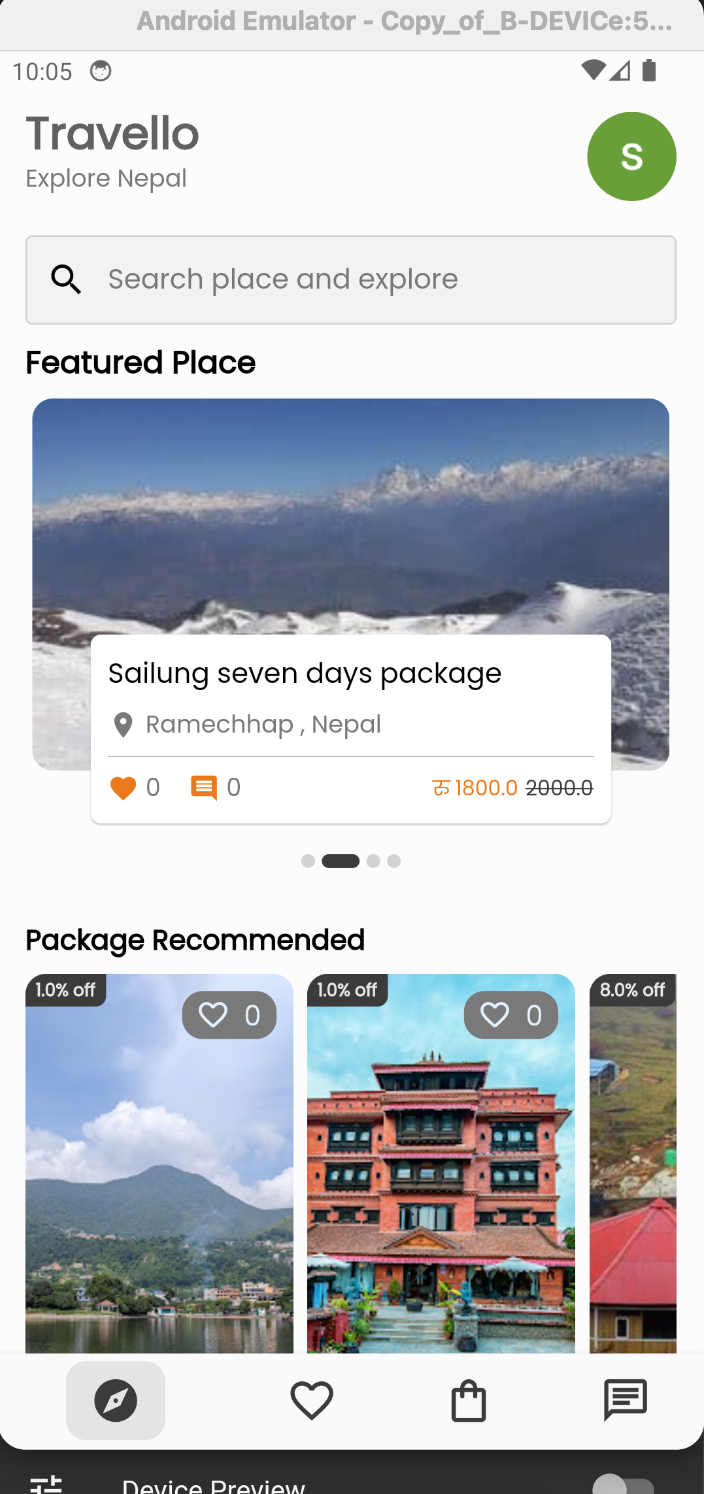 Android Emulator - Copy_of_B-DEVICe:5...
10:05
Travello
Explore Nepal
S
Search place and explore
Featured Place
Sailung seven days package
Ramechhap , Nepal
0 0 रु 1800.0 2000.0
Package Recommended
1.0% off 0 1.0% off 0 8.0% off
Device Preview